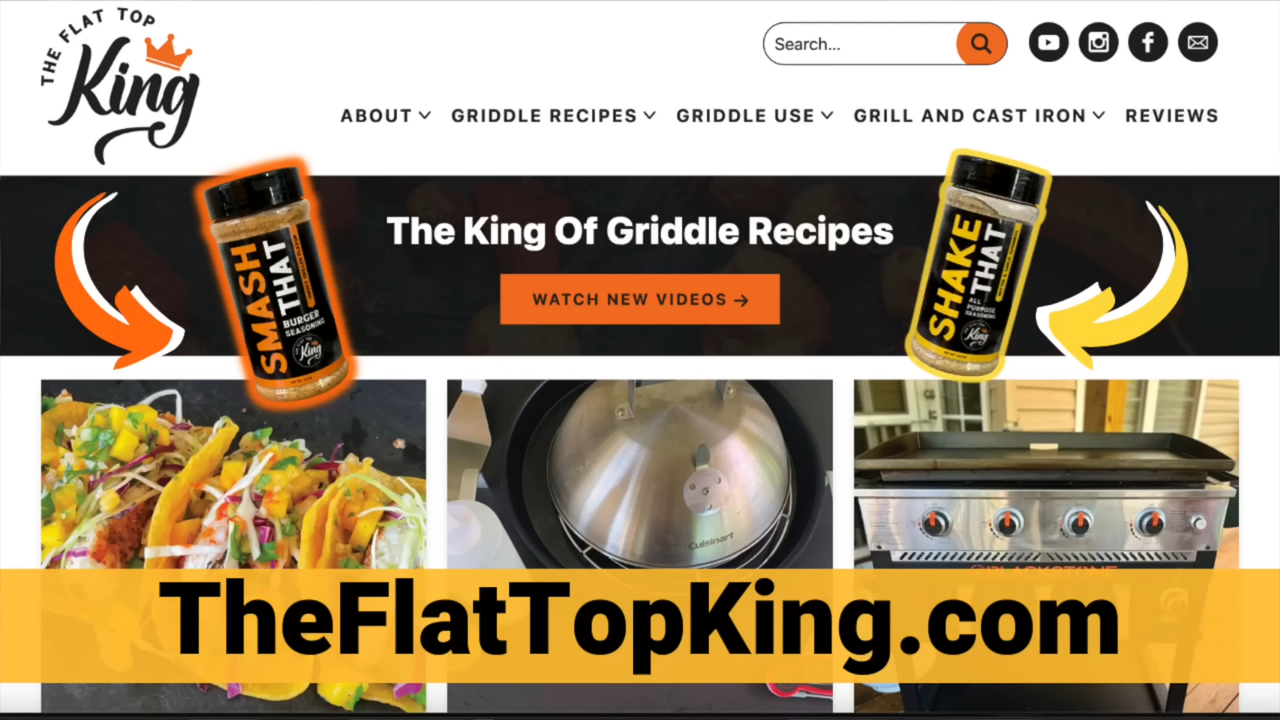 THE FLAT TOP
King
Search...
ABOUT
GRIDDLE RECIPES
GRIDDLE USE
GRILL AND CAST IRON
REVIEWS
The King Of Griddle Recipes
WATCH NEW VIDEOS →
SMASH
THAT
BURGER
SEASONING
King
SHAKE
THAT
ALL
PURPOSE
SEASONING
King
Cuisinart
BLACKSTONE
TheFlatTopKing.com